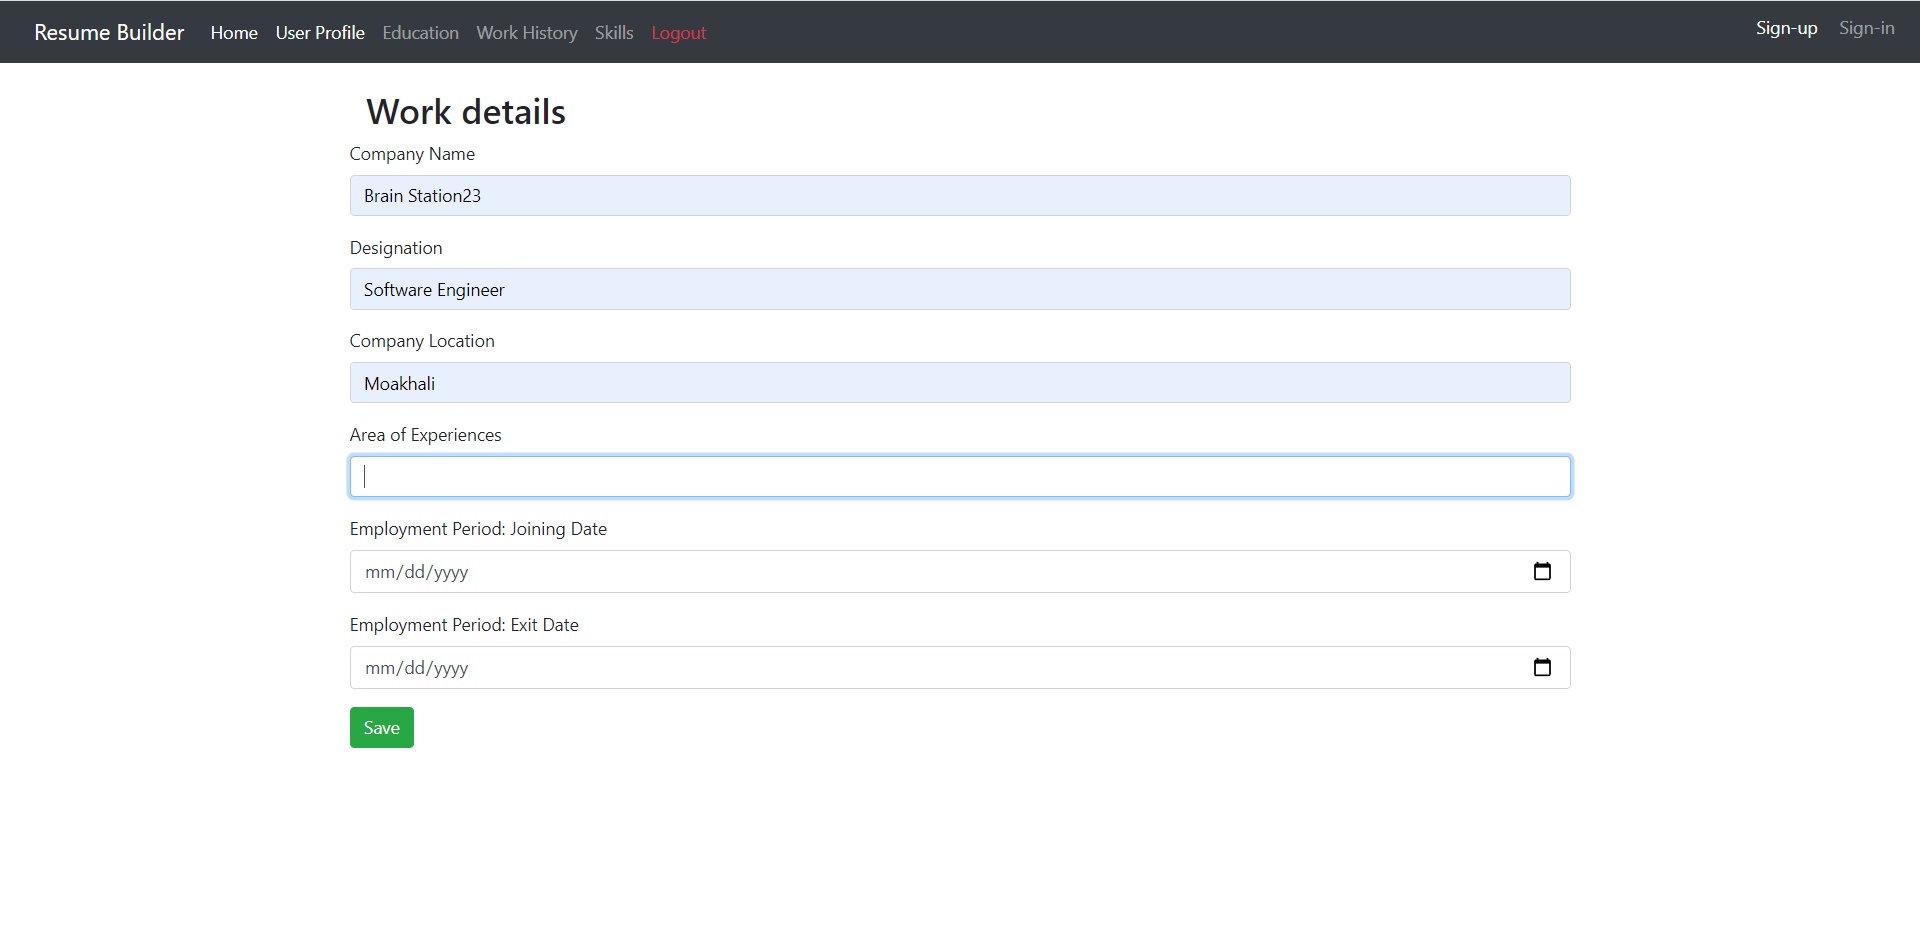 Resume Builder Home User Profile Education Work History Skills Logout Sign-up Sign-in
Work details
Company Name
Brain Station23
Designation
Software Engineer
Company Location
Moakhali
Area of Experiences
Employment Period: Joining Date
mm/dd/yyyy
Employment Period: Exit Date
mm/dd/yyyy
Save